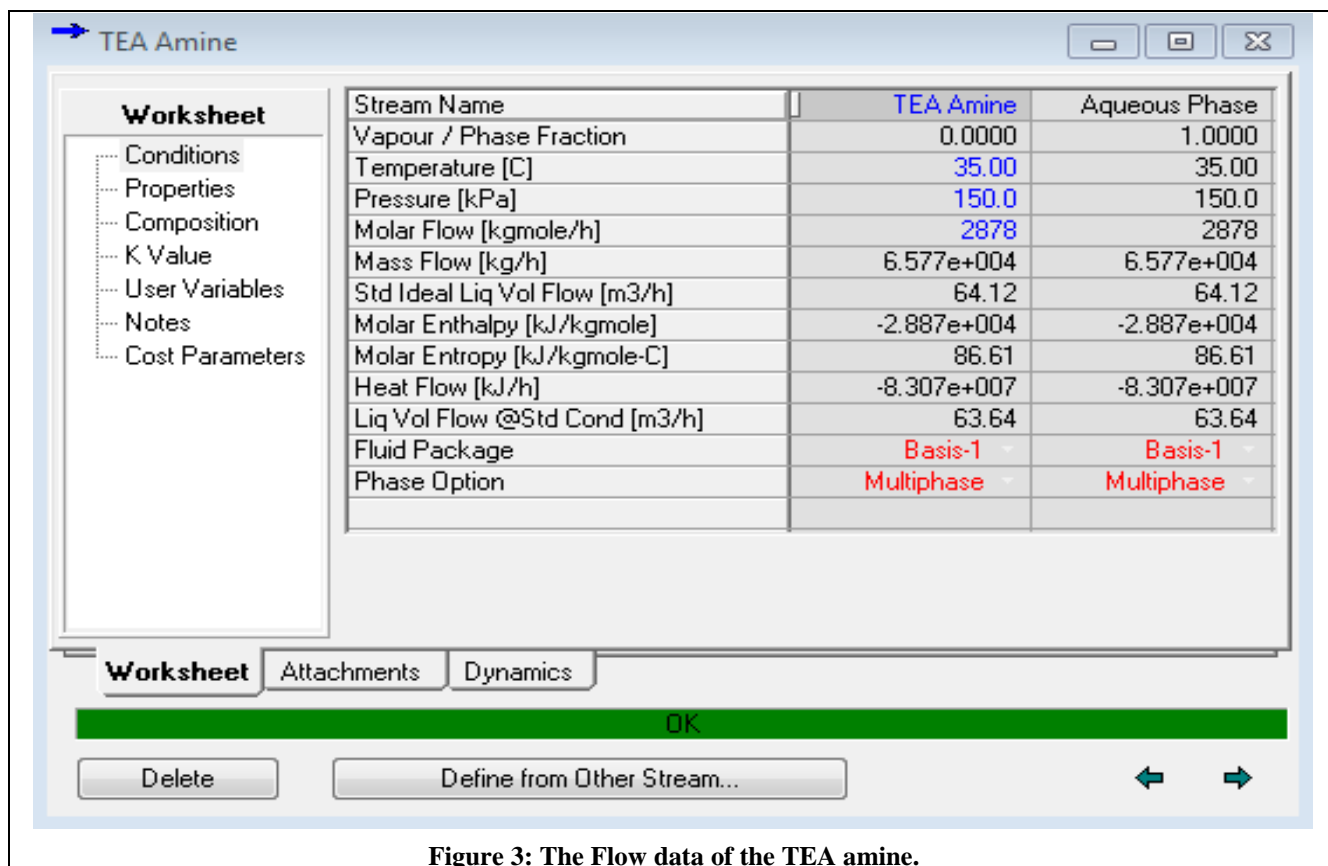 TEA Amine
Worksheet
Conditions
Properties
Composition
K Value
User Variables
Notes
Cost Parameters
Stream Name TEA Amine Aqueous Phase
Vapour / Phase Fraction 0.0000 1.0000
Temperature [C] 35.00 35.00
Pressure [kPa] 150.0 150.0
Molar Flow [kgmole/h] 2878 2878
Mass Flow [kg/h] 6.577e+004 6.577e+004
Std Ideal Liq Vol Flow [m3/h] 64.12 64.12
Molar Enthalpy [kJ/kgmole] -2.887e+004 -2.887e+004
Molar Entropy [kJ/kgmole-C] 86.61 86.61
Heat Flow [kJ/h] -8.307e+007 -8.307e+007
Liq Vol Flow @Std Cond [m3/h] 63.64 63.64
Fluid Package Basis-1 Basis-1
Phase Option Multiphase Multiphase
Worksheet Attachments Dynamics
OK
Delete Define from Other Stream...
Figure 3: The Flow data of the TEA amine.